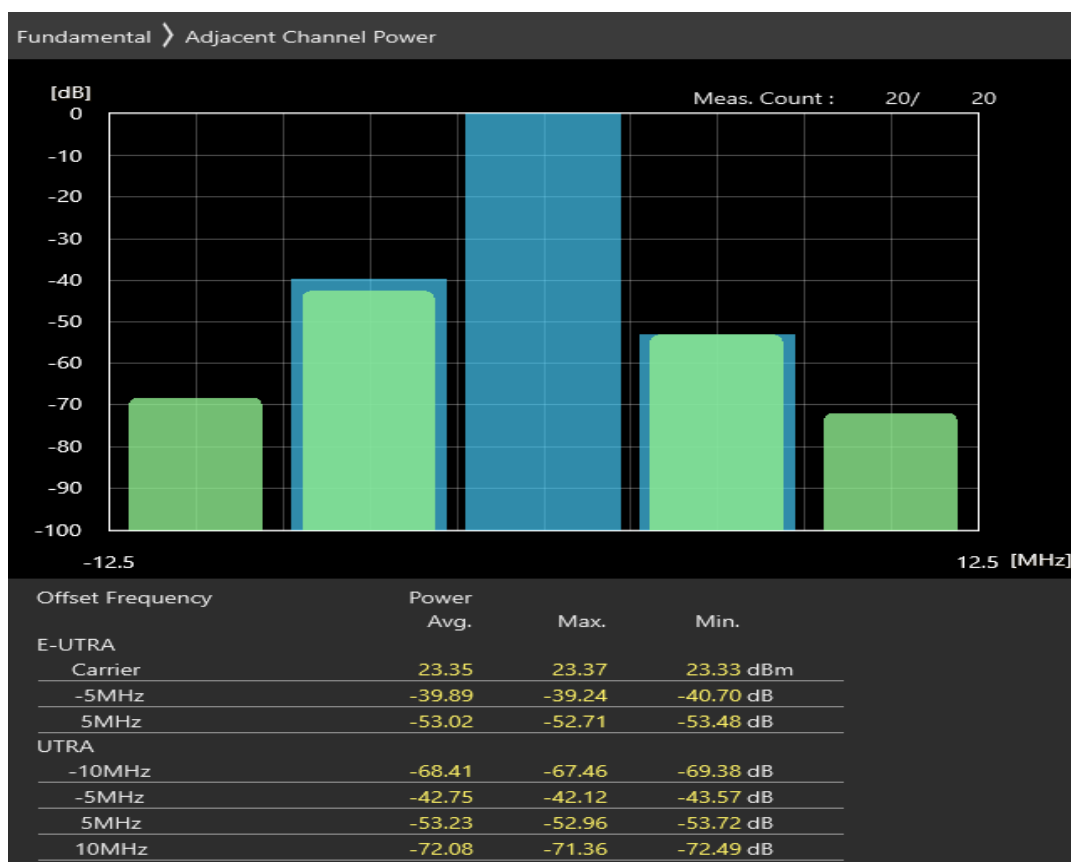 Fundamental ❯ Adjacent Channel Power
[dB]
Meas. Count : 20/ 20
0
-10
-20
-30
-40
-50
-60
-70
-80
-90
-100
-12.5 12.5 [MHz]
Offset Frequency Power
Avg. Max. Min.
E-UTRA
Carrier 23.35 23.37 23.33 dBm
-5MHz -39.89 -39.24 -40.70 dB
5MHz -53.02 -52.71 -53.48 dB
UTRA
-10MHz -68.41 -67.46 -69.38 dB
-5MHz -42.75 -42.12 -43.57 dB
5MHz -53.23 -52.96 -53.72 dB
10MHz -72.08 -71.36 -72.49 dB